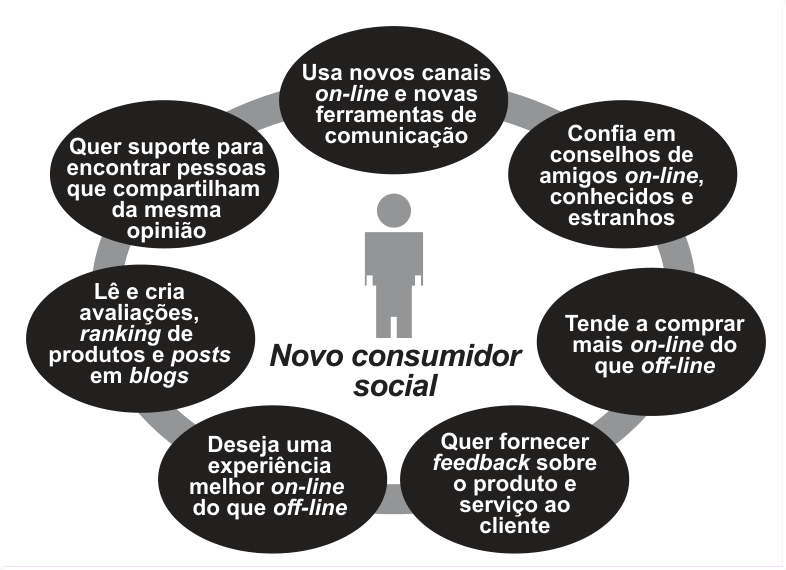 Usa novos canais
on-line e novas
ferramentas de
comunicação
Confia em
conselhos de
amigos on-line,
conhecidos e
estranhos
Tende a comprar
mais on-line do
que off-line
Quer fornecer
feedback sobre
o produto e
serviço ao
cliente
Deseja uma
experiência
melhor on-line
do que off-line
Lê e cria
avaliações,
ranking de
produtos e posts
em blogs
Quer suporte para
encontrar pessoas
que compartilham
da mesma
opinião
Novo consumidor
social